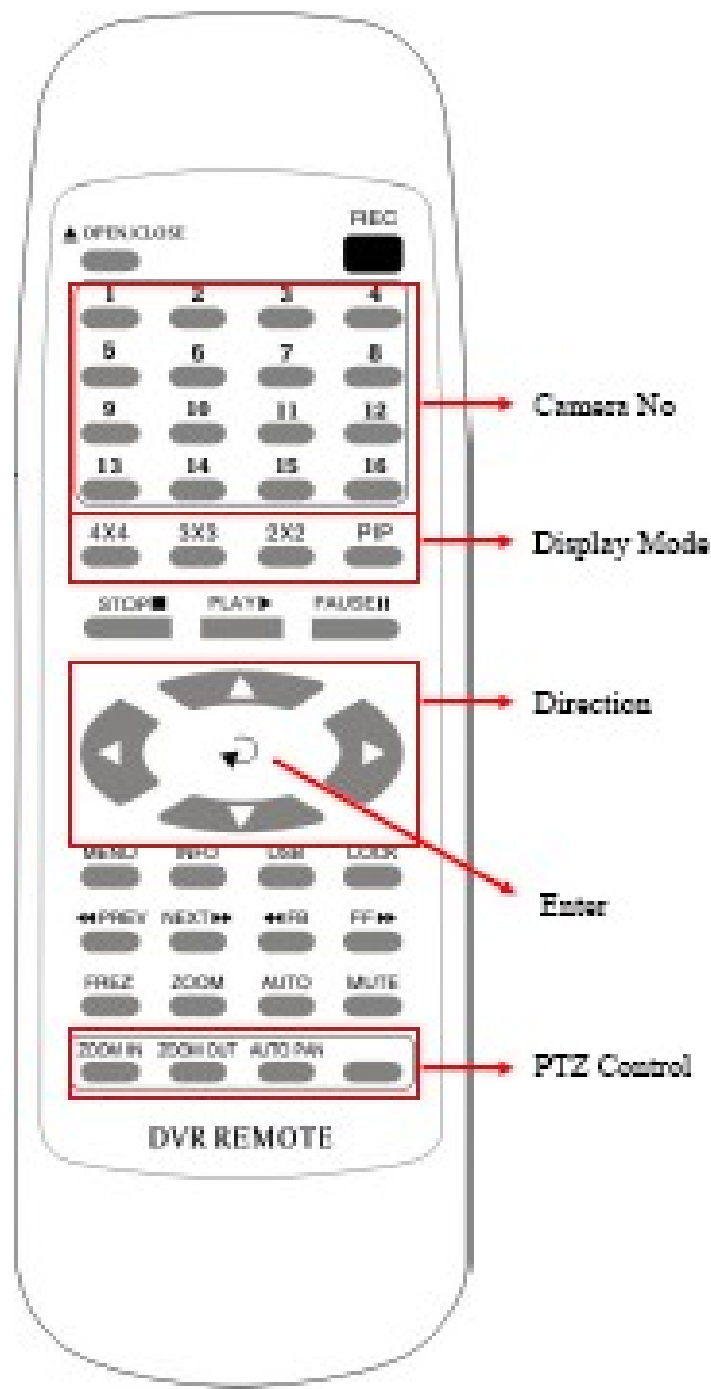 ▲ OPEN/CLOSE REC
1 2 3 4
5 6 7 8
9 10 11 12
Camera No
13 14 15 16
4X4 3X3 2X2 PIP
Display Mode
STOP■ PLAY▶ PAUSE❚❚
Direction
MENU INFO USB LOCK
Enter
◀◀PREV NEXT▶▶ ◀◀FB FF▶▶
FREZ ZOOM AUTO MUTE
ZOOM IN ZOOM OUT AUTO PAN
PTZ Control
DVR REMOTE